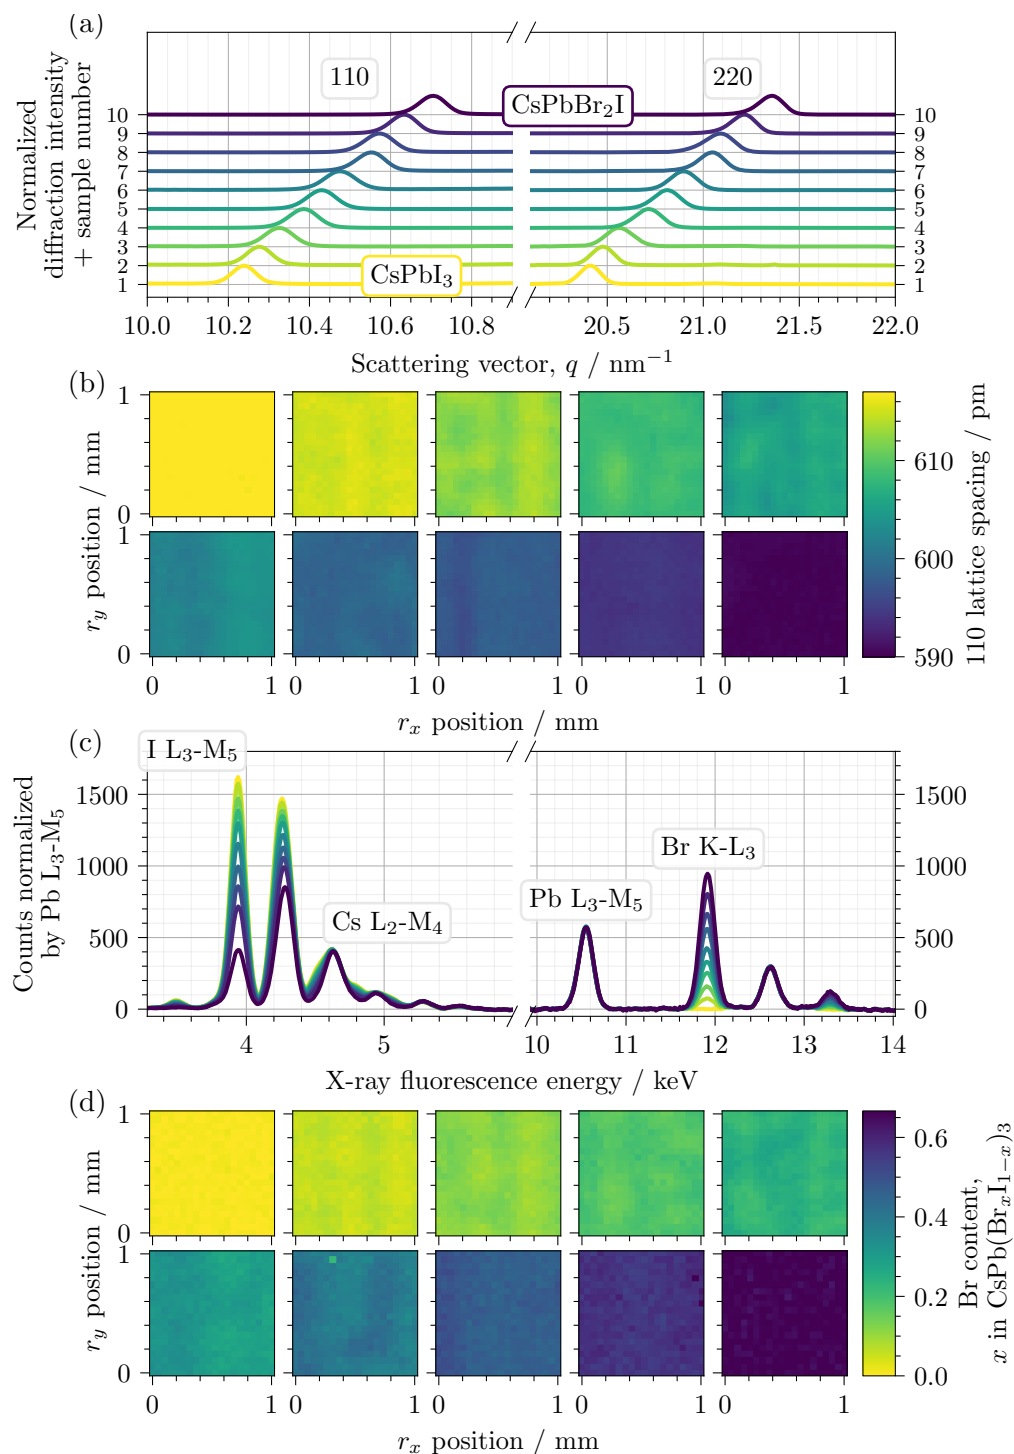 (a)
Normalized
diffraction intensity
+ sample number
110
220
CsPbBr₂I
CsPbI₃
10 10
9 9
8 8
7 7
6 6
5 5
4 4
3 3
2 2
1 1
10.0 10.2 10.4 10.6 10.8 20.5 21.0 21.5 22.0
Scattering vector, q / nm⁻¹
(b)
1
0
1
0
r_y position / mm
610
600
590
110 lattice spacing / pm
0 1 0 1 0 1 0 1 0 1
r_x position / mm
(c)
I L₃-M₅
Counts normalized
by Pb L₃-M₅
1500 1500
1000 1000
500 500
0 0
Br K-L₃
Pb L₃-M₅
Cs L₂-M₄
4 5 10 11 12 13 14
X-ray fluorescence energy / keV
(d)
1
0
1
0
r_y position / mm
0.6
0.4
0.2
0.0
Br content,
x in CsPb(BrₓI₁₋ₓ)₃
0 1 0 1 0 1 0 1 0 1
r_x position / mm